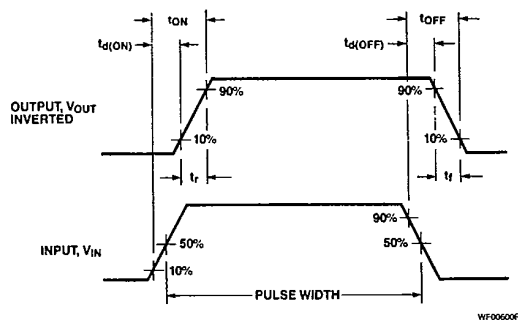 tON
tOFF
td(ON)
td(OFF)
OUTPUT, VOUT
INVERTED
90%
90%
10%
10%
tr
tf
INPUT, VIN
90%
50%
50%
10%
PULSE WIDTH
WF00600F